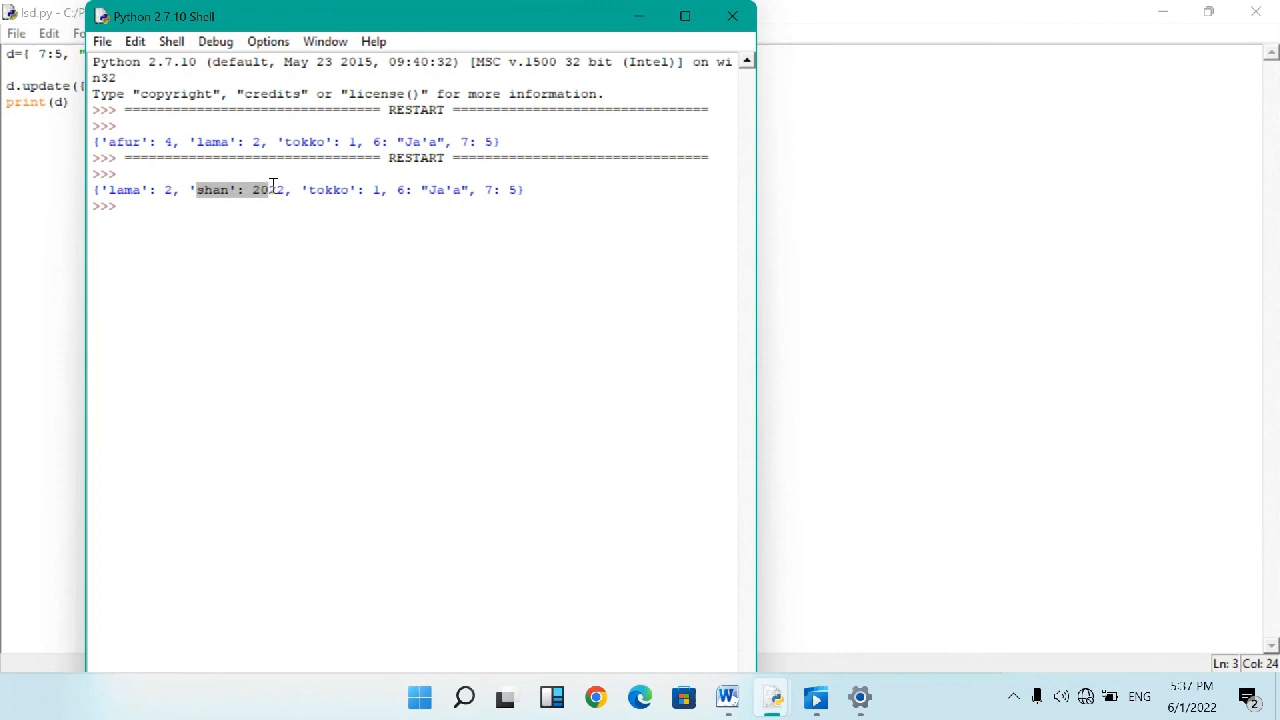 lsd.py - C:/P
File Edit Fo
d={ 7:5, "
d.update({
print(d)
Python 2.7.10 Shell
File Edit Shell Debug Options Window Help
Python 2.7.10 (default, May 23 2015, 09:40:32) [MSC v.1500 32 bit (Intel)] on wi
n32
Type "copyright", "credits" or "license()" for more information.
>>> ================================ RESTART ================================
>>>
{'afur': 4, 'lama': 2, 'tokko': 1, 6: "Ja'a", 7: 5}
>>> ================================ RESTART ================================
>>>
{'lama': 2, 'shan': 2022, 'tokko': 1, 6: "Ja'a", 7: 5}
>>>
Ln: 3 Col: 24
ENG
5:37 PM
6/1/2022
2